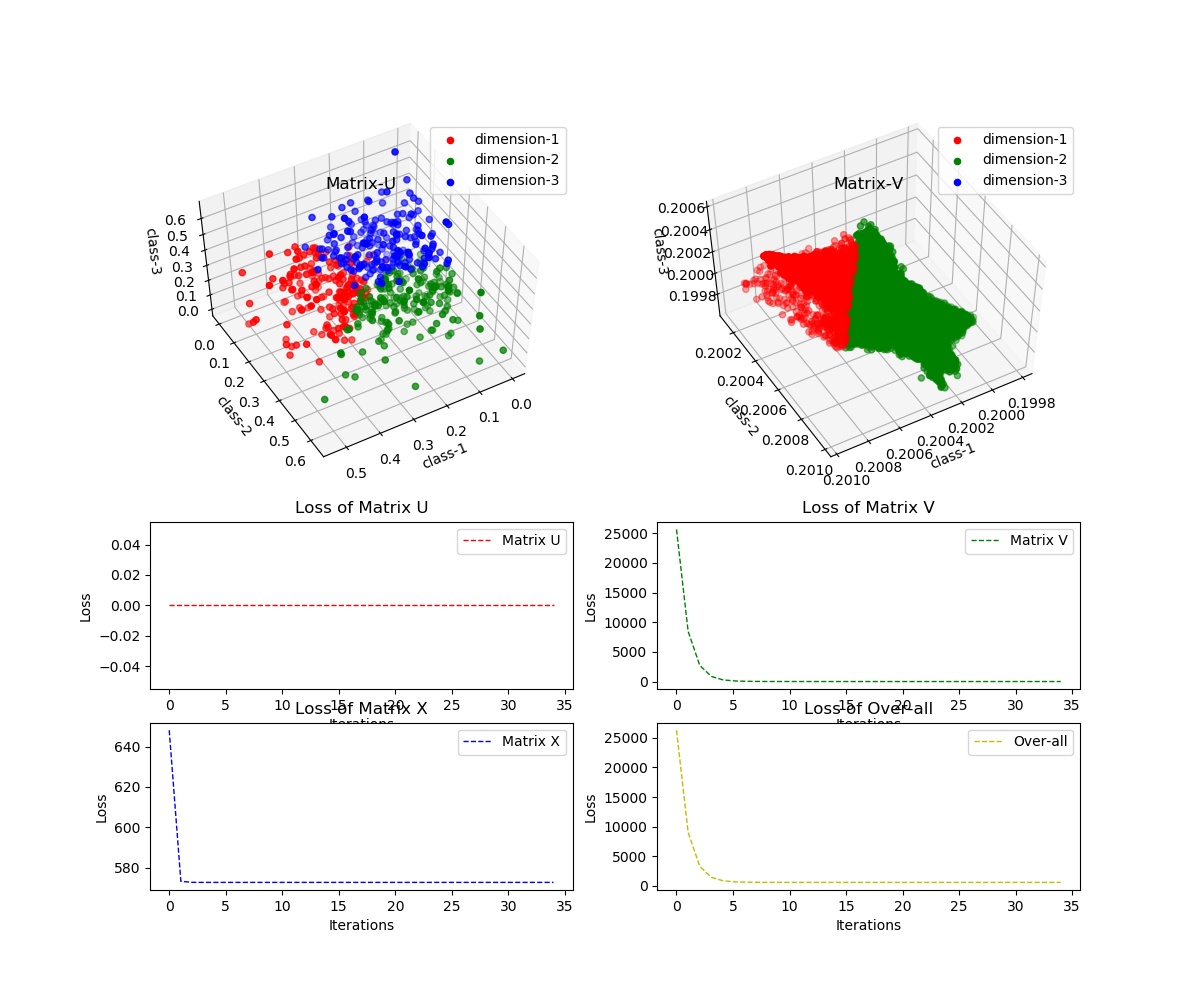 Matrix-U
dimension-1
dimension-2
dimension-3
class-3
0.6
0.5
0.4
0.3
0.2
0.1
0.0
0.0
0.1
0.2
0.3
0.4
0.5
0.6
class-2
0.5
0.4
0.3
0.2
0.1
0.0
class-1
Matrix-V
dimension-1
dimension-2
dimension-3
class-3
0.2006
0.2004
0.2002
0.2000
0.1998
0.2002
0.2004
0.2006
0.2008
0.2010
class-2
0.2010
0.2008
0.2006
0.2004
0.2002
0.2000
0.1998
class-1
Loss of Matrix U
Matrix U
Loss
0.04
0.02
0.00
−0.02
−0.04
0 5 10 15 20 25 30 35
Iterations
Loss of Matrix V
Matrix V
Loss
25000
20000
15000
10000
5000
0
0 5 10 15 20 25 30 35
Iterations
Loss of Matrix X
Matrix X
Loss
640
620
600
580
0 5 10 15 20 25 30 35
Iterations
Loss of Over-all
Over-all
Loss
25000
20000
15000
10000
5000
0
0 5 10 15 20 25 30 35
Iterations